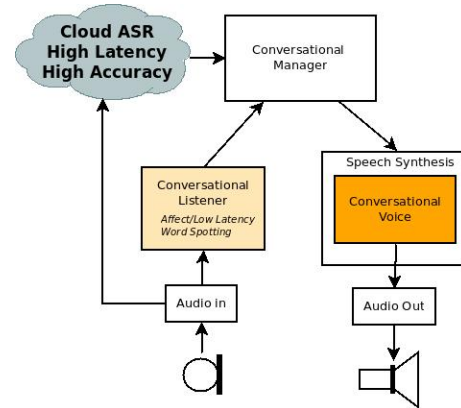 Cloud ASR
High Latency
High Accuracy
Conversational
Manager
Conversational
Listener
Affect/Low Latency
Word Spotting
Speech Synthesis
Conversational
Voice
Audio in
Audio Out